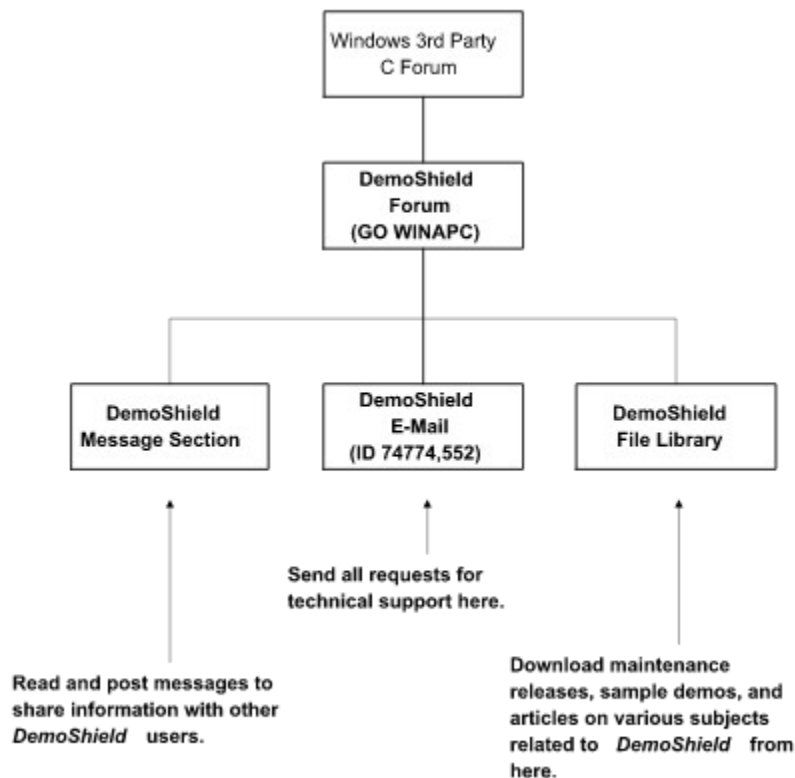 Windows 3rd Party
C Forum
DemoShield
Forum
(GO WINAPC)
DemoShield
Message Section
DemoShield
E-Mail
(ID 74774,552)
DemoShield
File Library
Send all requests for
technical support here.
Read and post messages to
share information with other
DemoShield users.
Download maintenance
releases, sample demos, and
articles on various subjects
related to DemoShield from
here.